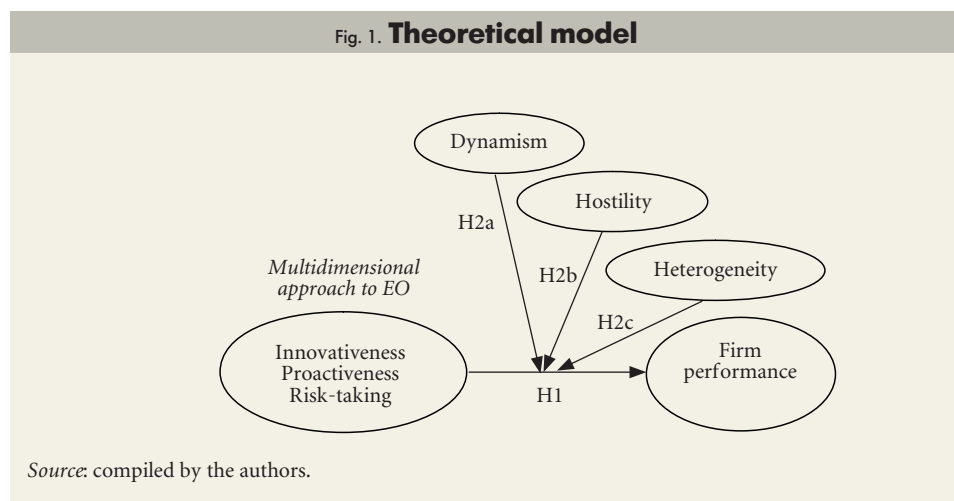 Fig. 1. Theoretical model
Dynamism
Hostility
H2a
Multidimensional
approach to EO
H2b
Heterogeneity
H2c
Innovativeness
Proactiveness
Risk-taking
Firm
performance
H1
Source: compiled by the authors.